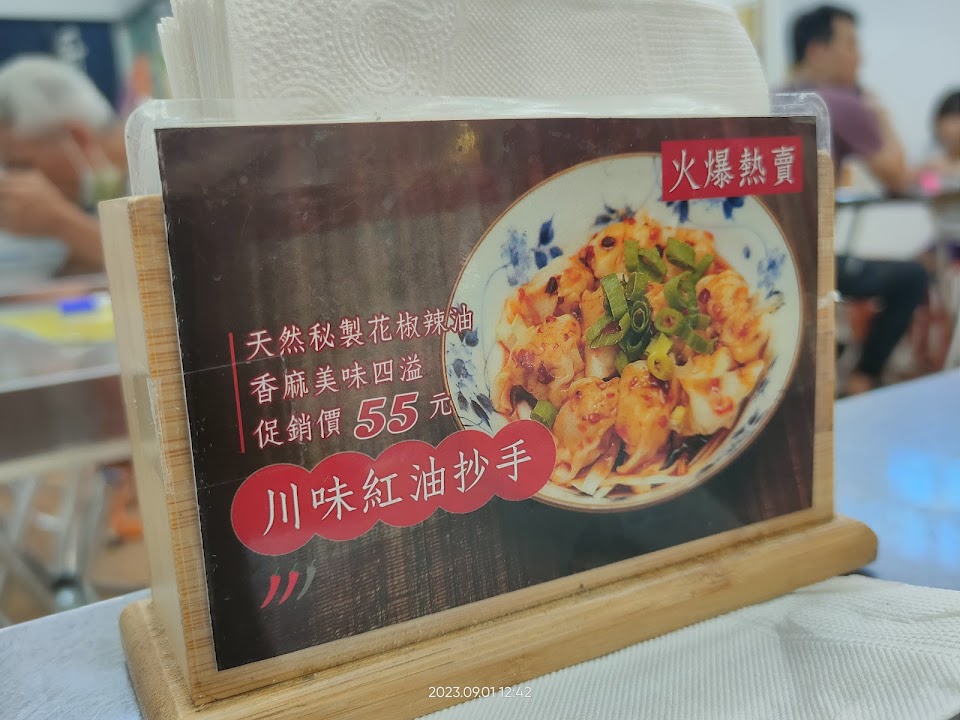 火爆熱賣
天然秘製花椒辣油
香麻美味四溢
促銷價 55 元
川味紅油抄手
2023.09.01 12:42